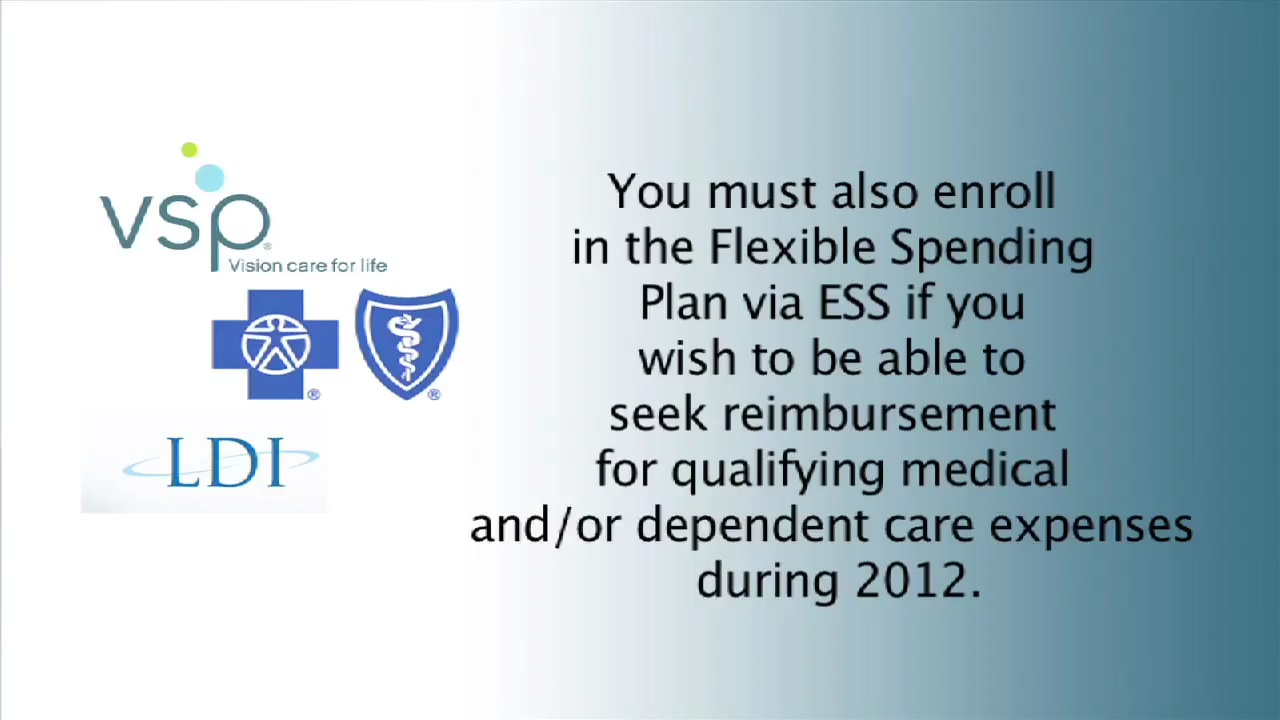 vsp
Vision care for life
®
®
LDI
You must also enroll
in the Flexible Spending
Plan via ESS if you
wish to be able to
seek reimbursement
for qualifying medical
and/or dependent care expenses
during 2012.